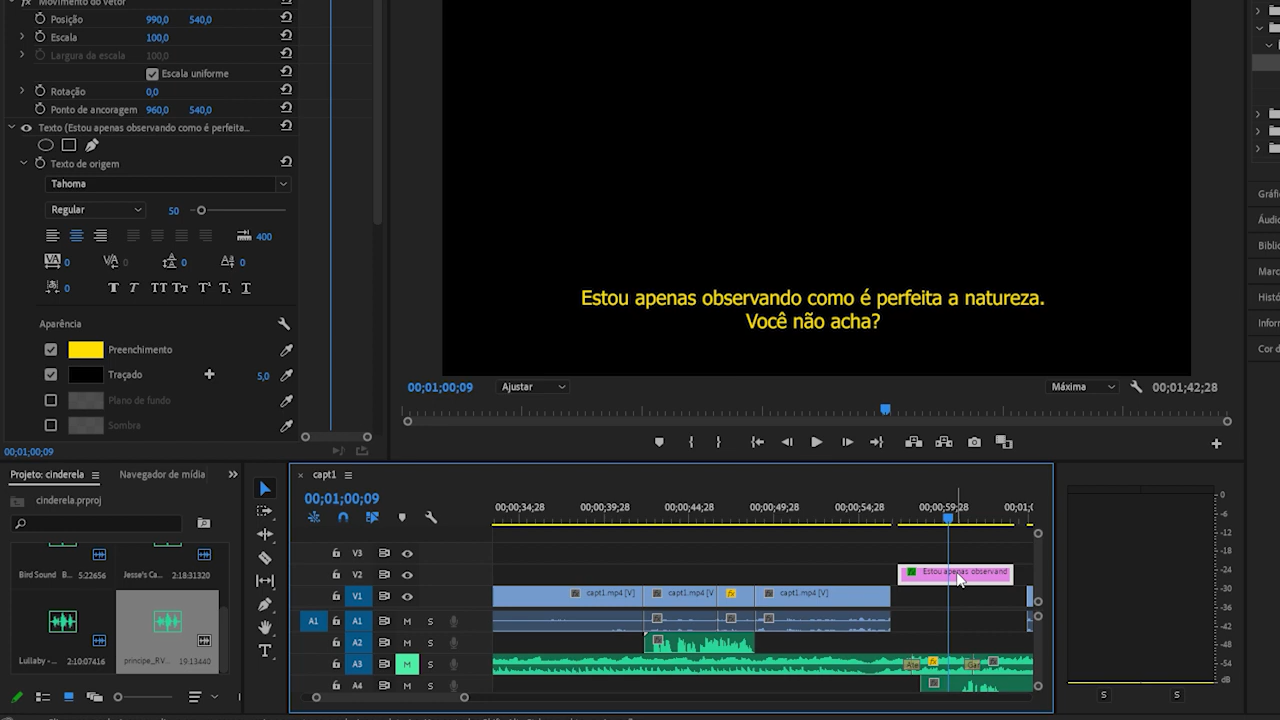 Movimento do vetor
Posição 990,0 540,0
Escala 100,0
Largura da escala 100,0
Escala uniforme
Rotação 0,0
Ponto de ancoragem 960,0 540,0
Texto (Estou apenas observando como é perfeita...
Texto de origem
Tahoma
Regular 50
400
0 0 0 0
0
Aparência
Preenchimento
Traçado 5,0
Plano de fundo
Sombra
00;01;00;09
Estou apenas observando como é perfeita a natureza.
Você não acha?
00;01;00;09 Ajustar Máxima 00;01;42;28
Gráfi
Áudio
Bibli
Marc
Histó
Inform
Cor d
Projeto: cinderela Navegador de mídia
cinderela.prproj
Bird Sound B... 5:22656 Jesse's Ca... 2:18:31320
Lullaby - ... 2:10:07416 principe_RV... 19:13440
capt1
00;01;00;09
00;00;34;28 00;00;39;28 00;00;44;28 00;00;49;28 00;00;54;28 00;00;59;28 00;01;0
V3
V2 Estou apenas observand
V1 capt1.mp4 [V] capt1.mp4 [V] capt1.mp4 [V]
A1 A1 M S
A2 M S
A3 M S
A4 M S
0
-6
-12
-18
-24
-30
-36
-42
-48
-54
dB
S S